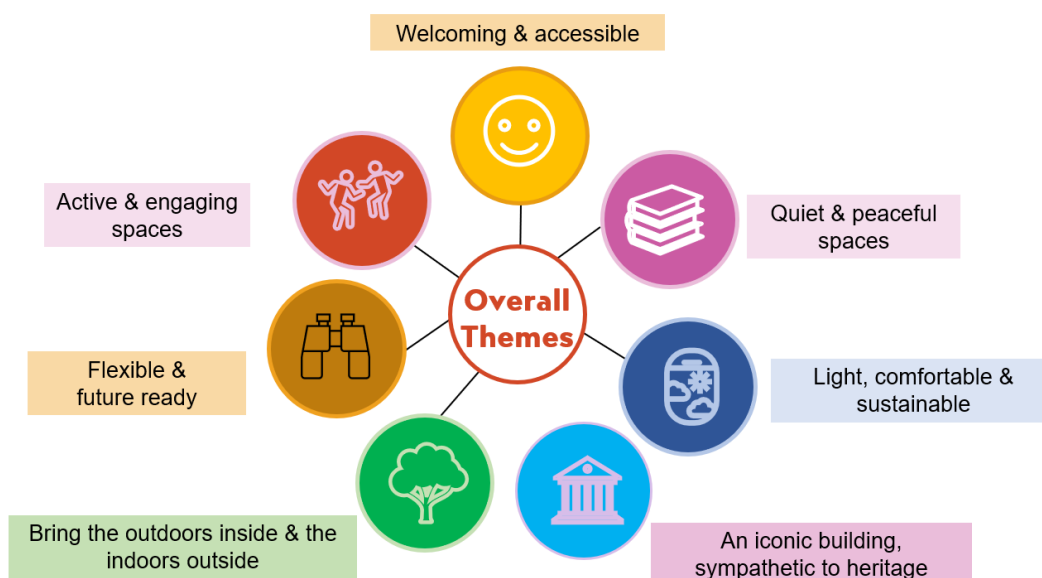 Welcoming & accessible
Active & engaging
spaces
Quiet & peaceful
spaces
Overall
Themes
Flexible &
future ready
Light, comfortable &
sustainable
Bring the outdoors inside & the
indoors outside
An iconic building,
sympathetic to heritage